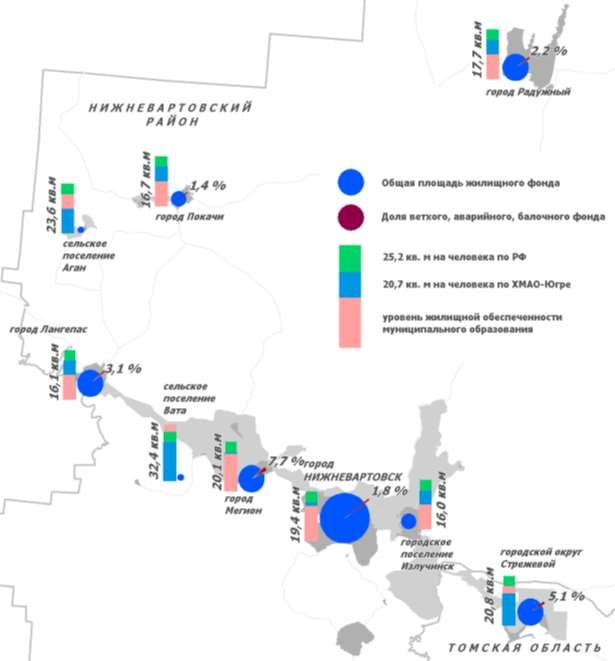 17,7 кв.м
2,2 %
город Радужный
НИЖНЕВАРТОВСКИЙ
РАЙОН
16,7 кв.м
1,4 %
город Покачи
23,6 кв.м
сельское
поселение
Аган
Общая площадь жилищного фонда
Доля ветхого, аварийного, балочного фонда
25,2 кв. м на человека по РФ
20,7 кв. м на человека по ХМАО-Югре
уровень жилищной обеспеченности
муниципального образования
город Лангепас
16,1 кв.м
3,1 %
сельское
поселение
Вата
32,4 кв.м
20,1 кв.м
7,7 %
город
Мегион
город
НИЖНЕВАРТОВСК
19,4 кв.м
1,8 %
16,0 кв.м
городское
поселение
Излучинск
городской округ
Стрежевой
20,8 кв.м
5,1 %
ТОМСКАЯ ОБЛАСТЬ